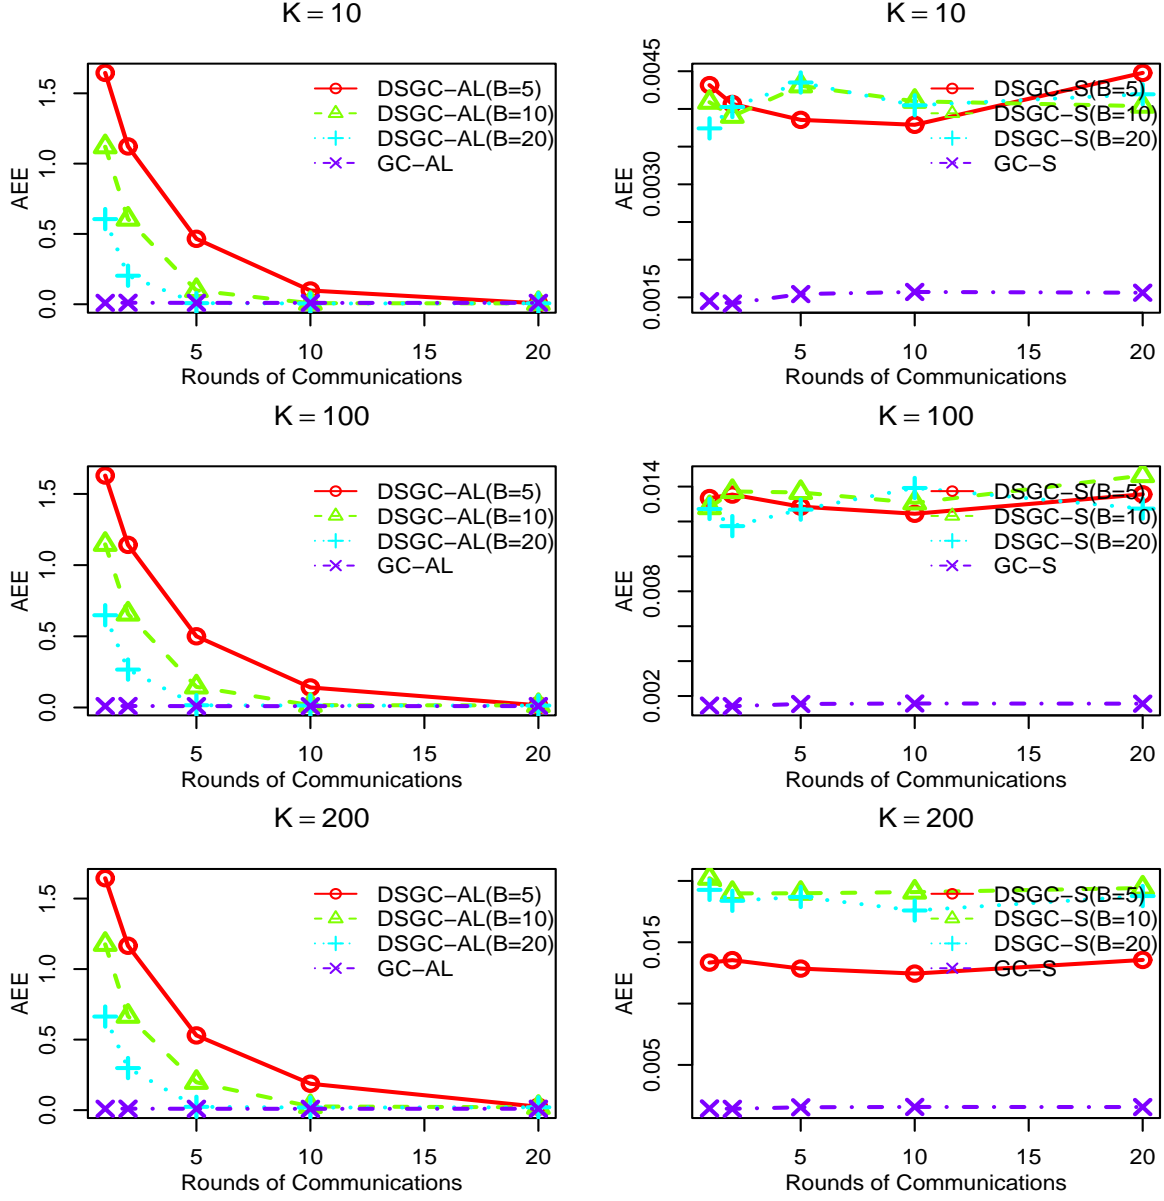 K = 10
AEE
0.0 0.5 1.0 1.5
DSGC−AL(B=5)
DSGC−AL(B=10)
DSGC−AL(B=20)
GC−AL
5 10 15 20
Rounds of Communications
K = 10
AEE
0.0015 0.0030 0.0045
DSGC−S(B=5)
DSGC−S(B=10)
DSGC−S(B=20)
GC−S
5 10 15 20
Rounds of Communications
K = 100
AEE
0.0 0.5 1.0 1.5
DSGC−AL(B=5)
DSGC−AL(B=10)
DSGC−AL(B=20)
GC−AL
5 10 15 20
Rounds of Communications
K = 100
AEE
0.002 0.008 0.014
DSGC−S(B=5)
DSGC−S(B=10)
DSGC−S(B=20)
GC−S
5 10 15 20
Rounds of Communications
K = 200
AEE
0.0 0.5 1.0 1.5
DSGC−AL(B=5)
DSGC−AL(B=10)
DSGC−AL(B=20)
GC−AL
5 10 15 20
Rounds of Communications
K = 200
AEE
0.005 0.015
DSGC−S(B=5)
DSGC−S(B=10)
DSGC−S(B=20)
GC−S
5 10 15 20
Rounds of Communications